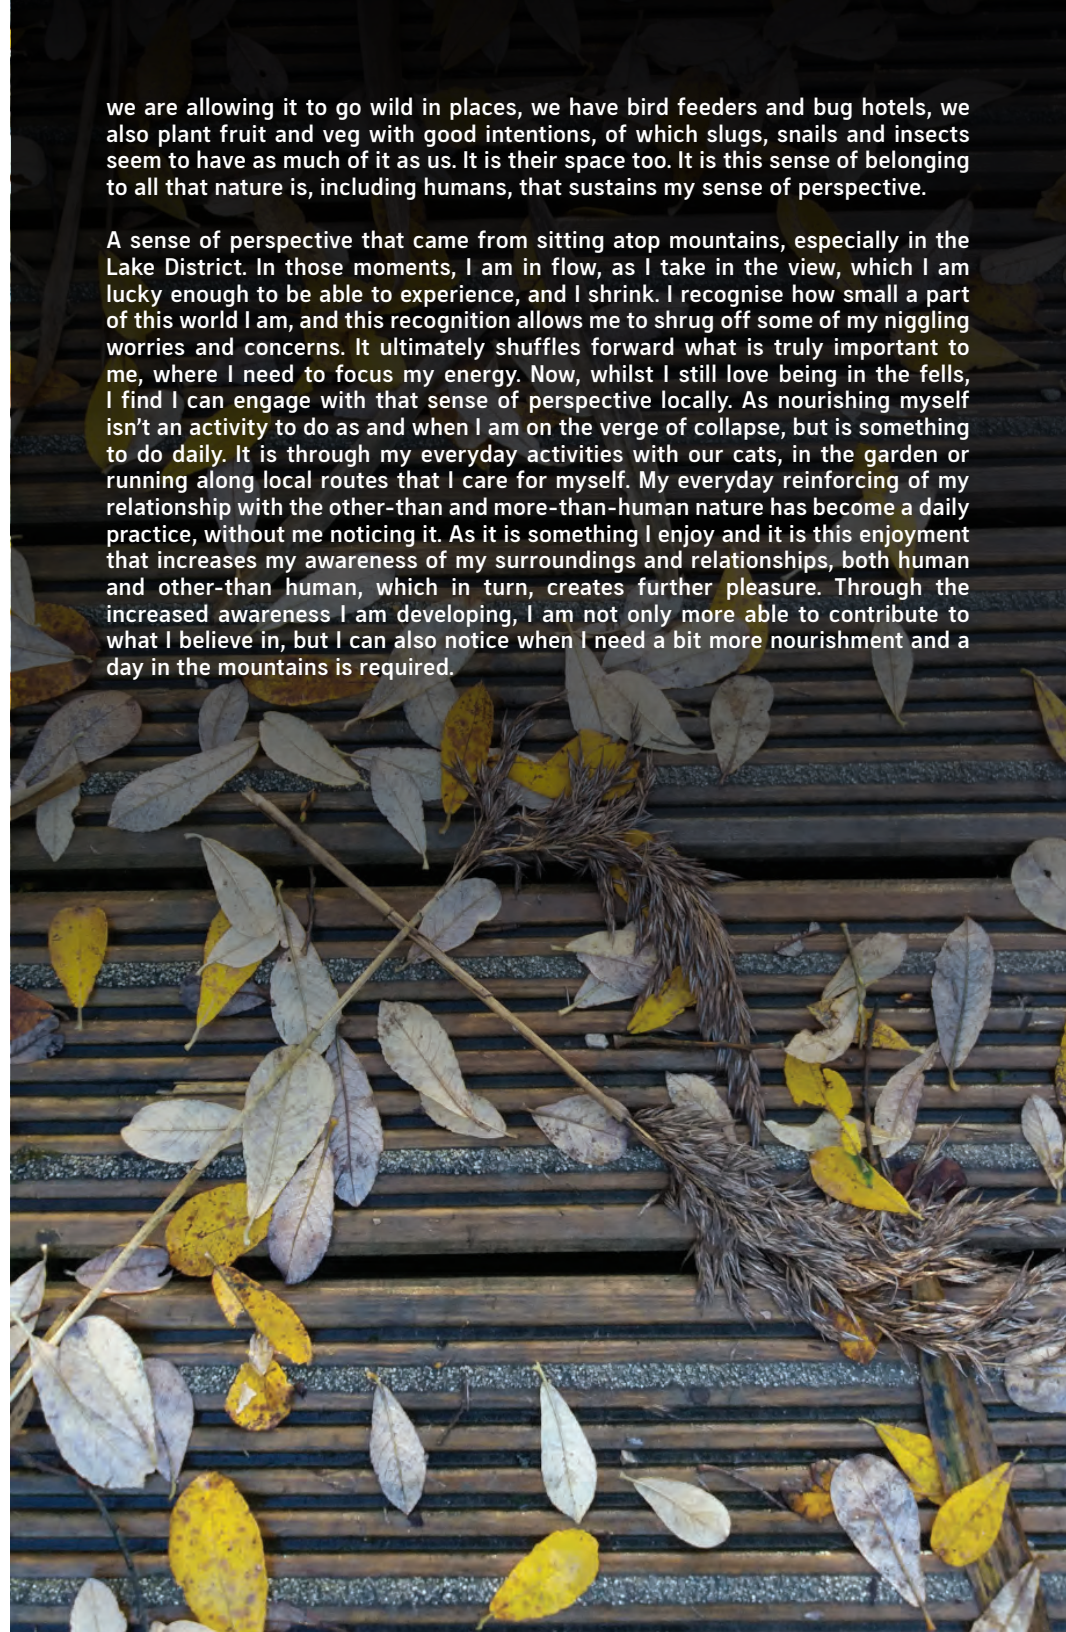 we are allowing it to go wild in places, we have bird feeders and bug hotels, we
also plant fruit and veg with good intentions, of which slugs, snails and insects
seem to have as much of it as us. It is their space too. It is this sense of belonging
to all that nature is, including humans, that sustains my sense of perspective.
A sense of perspective that came from sitting atop mountains, especially in the
Lake District. In those moments, I am in flow, as I take in the view, which I am
lucky enough to be able to experience, and I shrink. I recognise how small a part
of this world I am, and this recognition allows me to shrug off some of my niggling
worries and concerns. It ultimately shuffles forward what is truly important to
me, where I need to focus my energy. Now, whilst I still love being in the fells,
I find I can engage with that sense of perspective locally. As nourishing myself
isn’t an activity to do as and when I am on the verge of collapse, but is something
to do daily. It is through my everyday activities with our cats, in the garden or
running along local routes that I care for myself. My everyday reinforcing of my
relationship with the other-than and more-than-human nature has become a daily
practice, without me noticing it. As it is something I enjoy and it is this enjoyment
that increases my awareness of my surroundings and relationships, both human
and other-than human, which in turn, creates further pleasure. Through the
increased awareness I am developing, I am not only more able to contribute to
what I believe in, but I can also notice when I need a bit more nourishment and a
day in the mountains is required.